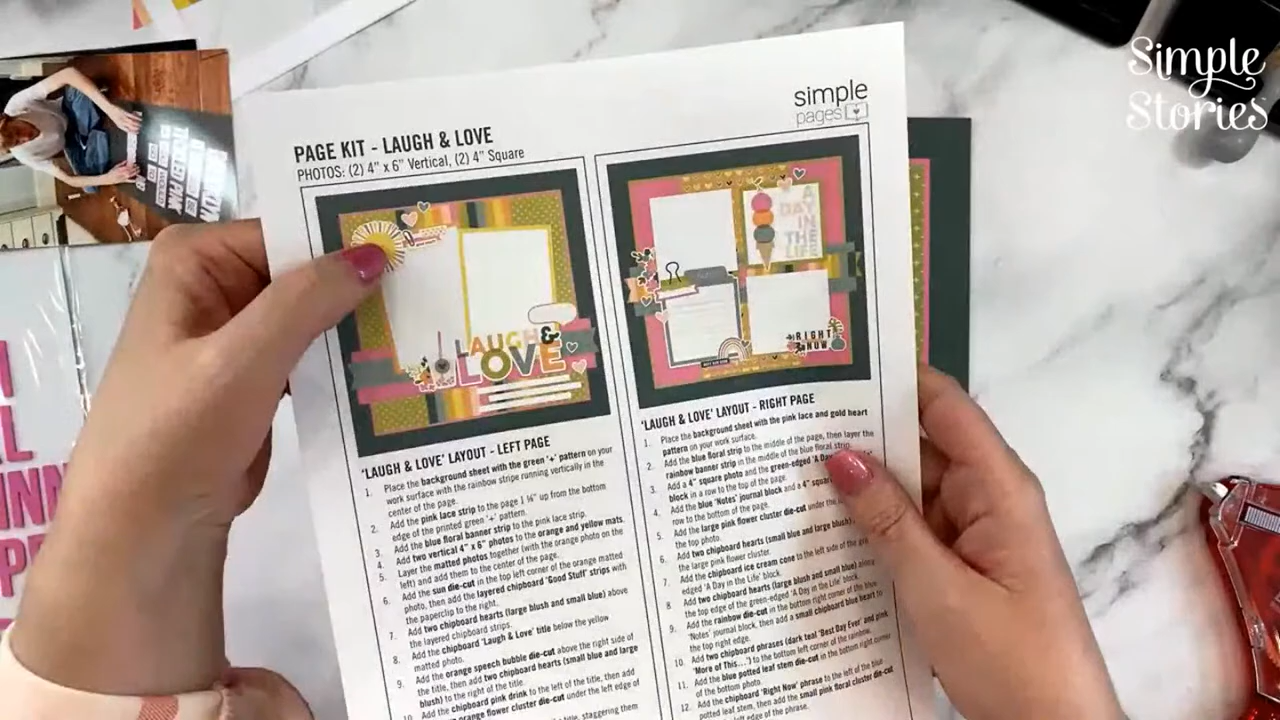 Simple
Stories
simple
pages
PAGE KIT - LAUGH & LOVE
PHOTOS: (2) 4" x 6" Vertical, (2) 4" Square
LAUGH &
LOVE
A
DAY
IN
THE
LIFE
RIGHT
NOW
'LAUGH & LOVE' LAYOUT - LEFT PAGE
1. Place the background sheet with the green '+' pattern on your
work surface with the rainbow stripe running vertically in the
center of the page.
2. Add the pink lace strip to the page 1 ¼" up from the bottom
edge of the printed green '+' pattern.
3. Add the blue floral banner strip to the pink lace strip.
4. Add two vertical 4" x 6" photos to the orange and yellow mats.
5. Layer the matted photos together (with the orange photo on the
left) and add them to the center of the page.
6. Add the sun die-cut in the top left corner of the orange matted
photo, then add the layered chipboard 'Good Stuff' strips with
the paperclip to the right.
7. Add two chipboard hearts (large blush and small blue) above
the layered chipboard strips.
8. Add the chipboard 'Laugh & Love' title below the yellow
matted photo.
9. Add the orange speech bubble die-cut above the right side of
the title, then add two chipboard hearts (small blue and large
blush) to the right of the title.
10. Add the chipboard pink drink to the left of the title, then add
orange flower cluster die-cut under the left edge of
title, staggering them
'LAUGH & LOVE' LAYOUT - RIGHT PAGE
1. Place the background sheet with the pink lace and gold heart
pattern on your work surface.
2. Add the blue floral strip to the middle of the page, then layer the
rainbow banner strip in the middle of the blue floral strip.
3. Add a 4" square photo and the green-edged 'A Day
block in a row to the top of the page.
4. Add the blue 'Notes' journal block and a 4" square
row to the bottom of the page.
5. Add the large pink flower cluster die-cut under the
the top photo.
6. Add two chipboard hearts (small blue and large blush)
the large pink flower cluster.
7. Add the chipboard ice cream cone to the left side of the
edged 'A Day in the Life' block.
8. Add two chipboard hearts (large blush and small blue) along
the top edge of the green-edged 'A Day in the Life' block.
9. Add the rainbow die-cut in the bottom right corner of the blue
'Notes' journal block, then add a small chipboard blue heart to
the top right edge.
10. Add two phrases (dark teal 'Best Day Ever' and pink
'More of This...') to the bottom left corner of the rainbow.
11. Add the blue potted leaf stem die-cut in the bottom right corner
of the bottom photo.
12. Add the chipboard 'Right Now' phrase to the left of the blue
potted leaf stem, then add the small pink floral cluster die-cut
left edge of the phrase.